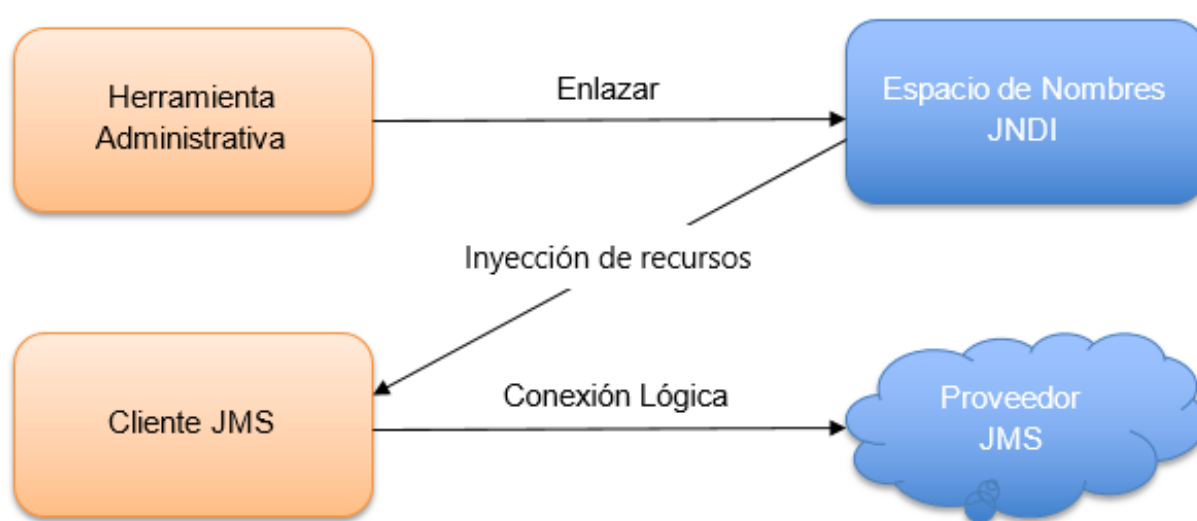 Herramienta
Administrativa
Enlazar
Espacio de Nombres
JNDI
Inyección de recursos
Cliente JMS
Conexión Lógica
Proveedor
JMS